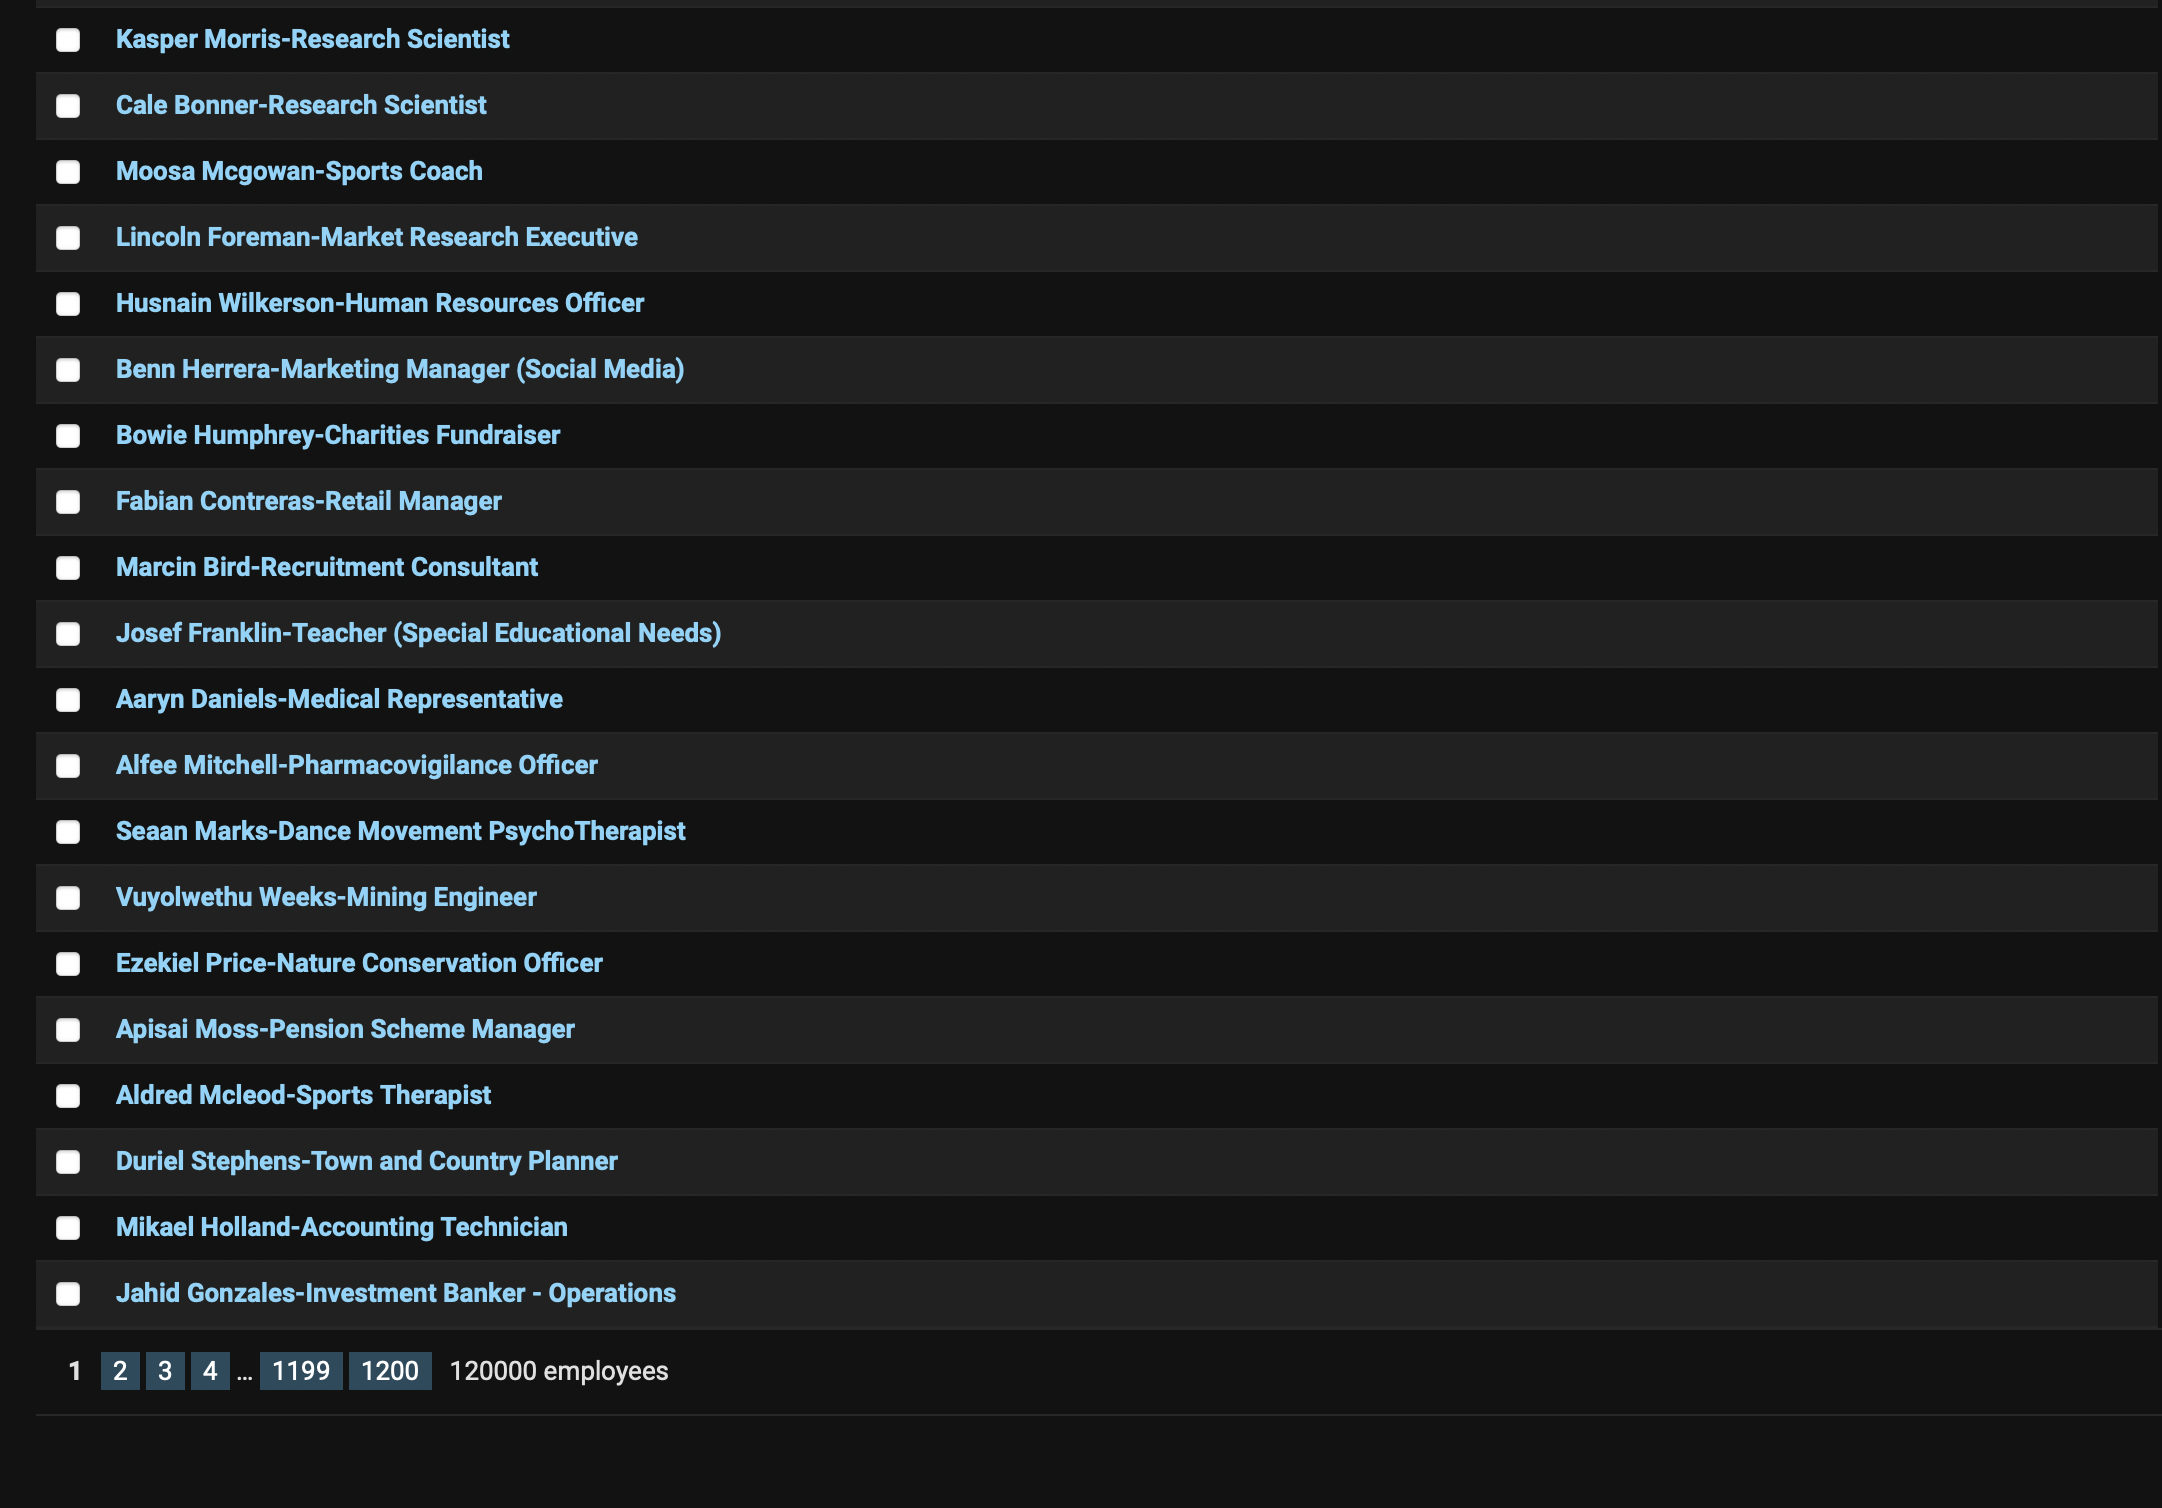 Kasper Morris-Research Scientist
Cale Bonner-Research Scientist
Moosa Mcgowan-Sports Coach
Lincoln Foreman-Market Research Executive
Husnain Wilkerson-Human Resources Officer
Benn Herrera-Marketing Manager (Social Media)
Bowie Humphrey-Charities Fundraiser
Fabian Contreras-Retail Manager
Marcin Bird-Recruitment Consultant
Josef Franklin-Teacher (Special Educational Needs)
Aaryn Daniels-Medical Representative
Alfee Mitchell-Pharmacovigilance Officer
Seaan Marks-Dance Movement PsychoTherapist
Vuyolwethu Weeks-Mining Engineer
Ezekiel Price-Nature Conservation Officer
Apisai Moss-Pension Scheme Manager
Aldred Mcleod-Sports Therapist
Duriel Stephens-Town and Country Planner
Mikael Holland-Accounting Technician
Jahid Gonzales-Investment Banker - Operations
1 2 3 4 ... 1199 1200 120000 employees